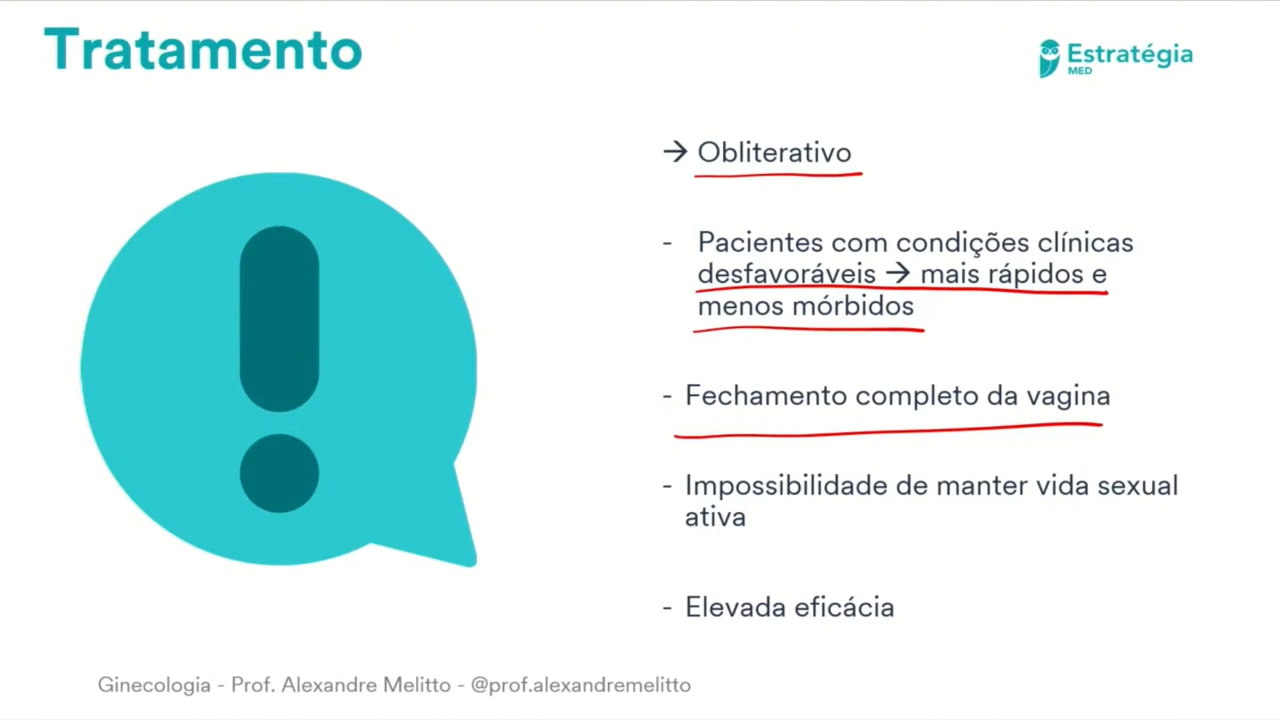 Tratamento
Estratégia
MED
→ Obliterativo
- Pacientes com condições clínicas
desfavoráveis → mais rápidos e
menos mórbidos
- Fechamento completo da vagina
- Impossibilidade de manter vida sexual
ativa
- Elevada eficácia
Ginecologia - Prof. Alexandre Melitto - @prof.alexandremelitto